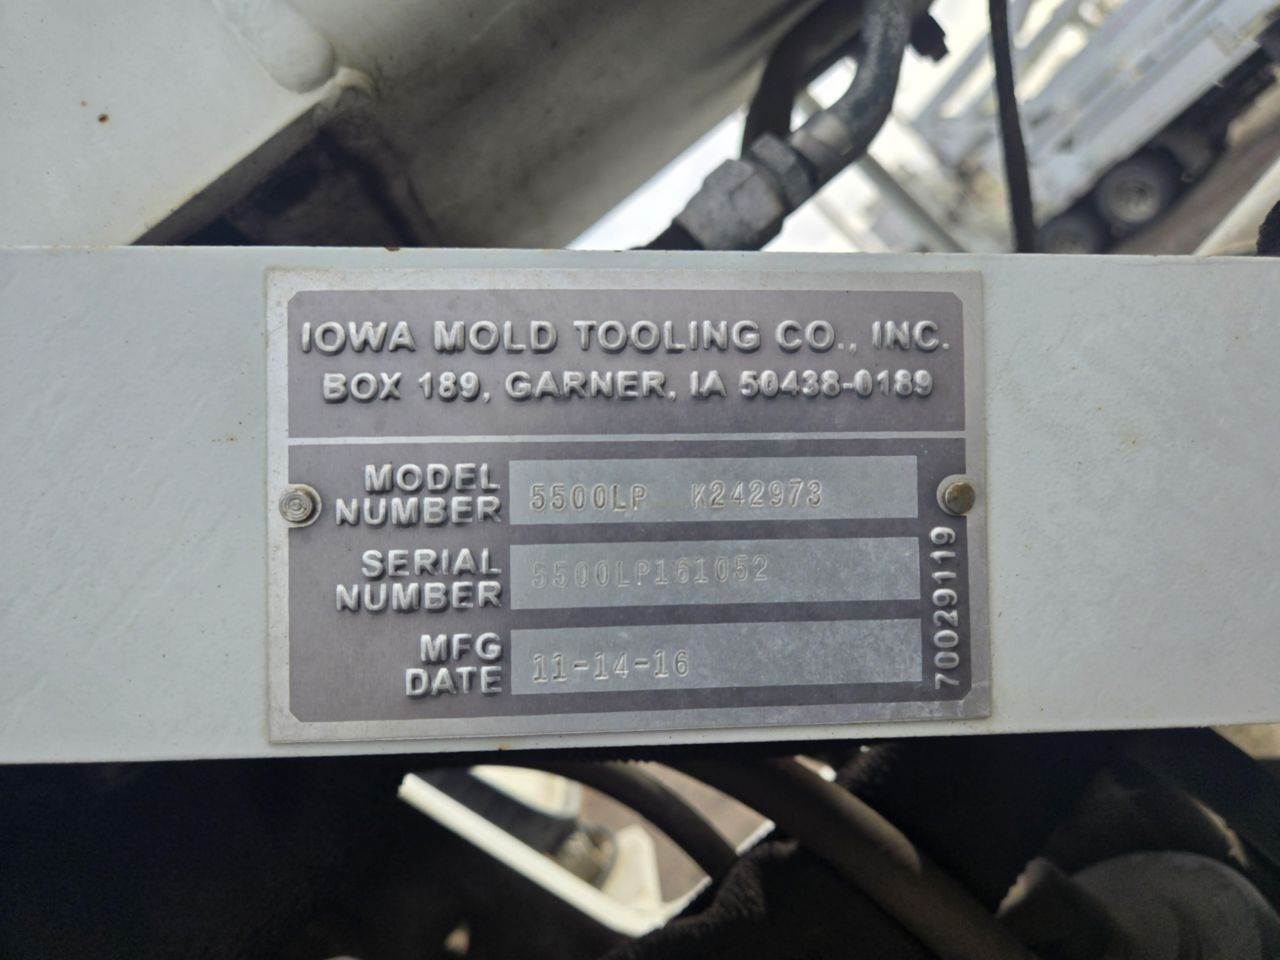 IOWA MOLD TOOLING CO., INC.
BOX 189, GARNER, IA 50438-0189
MODEL NUMBER 5500LP K242973
SERIAL NUMBER 5500LP161052
MFG DATE 11-14-16
70029119